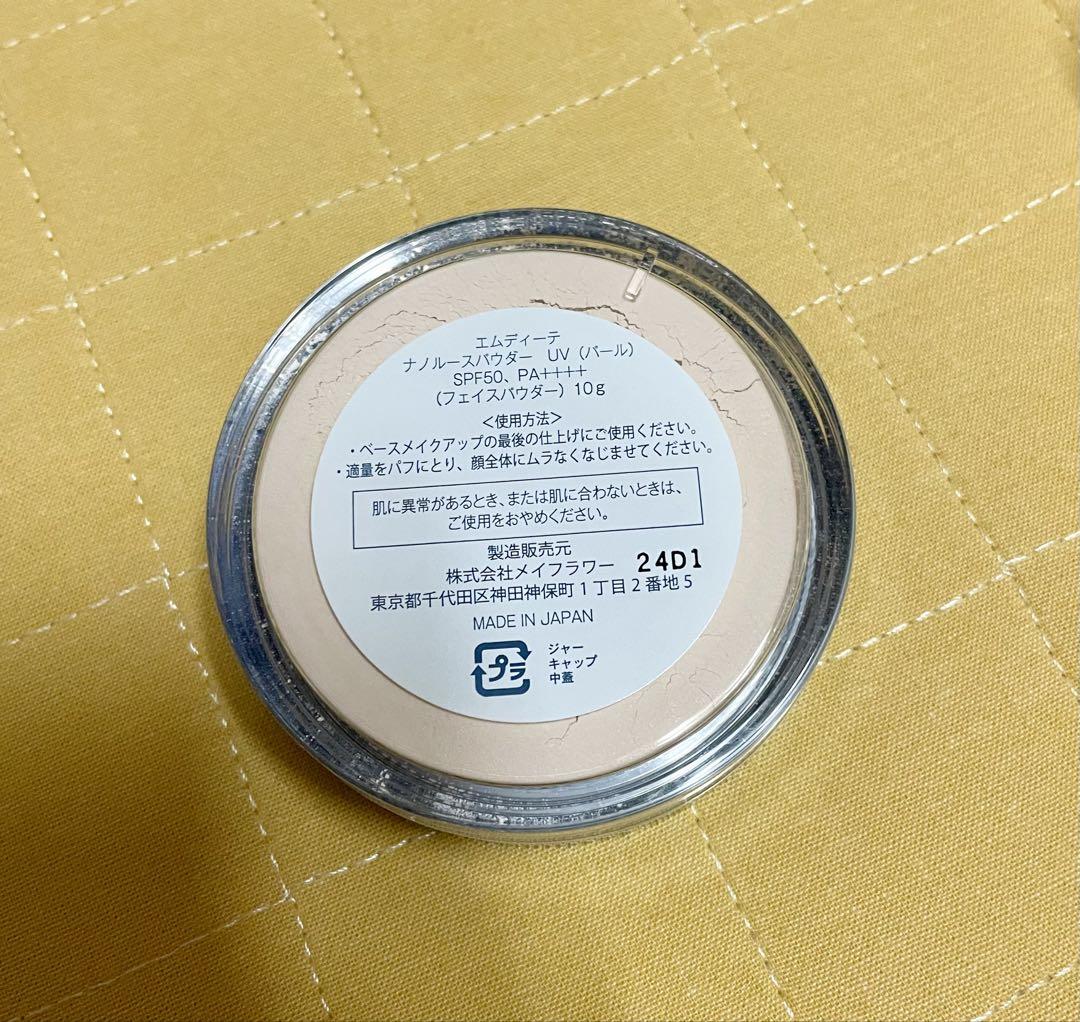 エムディーテ
ナノルースパウダー　UV（パール）
SPF50、PA++++
（フェイスパウダー）10g
＜使用方法＞
・ベースメイクアップの最後の仕上げにご使用ください。
・適量をパフにとり、顔全体にムラなくなじませてください。
肌に異常があるとき、または肌に合わないときは、
ご使用をおやめください。
製造販売元
株式会社メイフラワー 24D1
東京都千代田区神田神保町1丁目2番地5
MADE IN JAPAN
プラ
ジャー
キャップ
中蓋